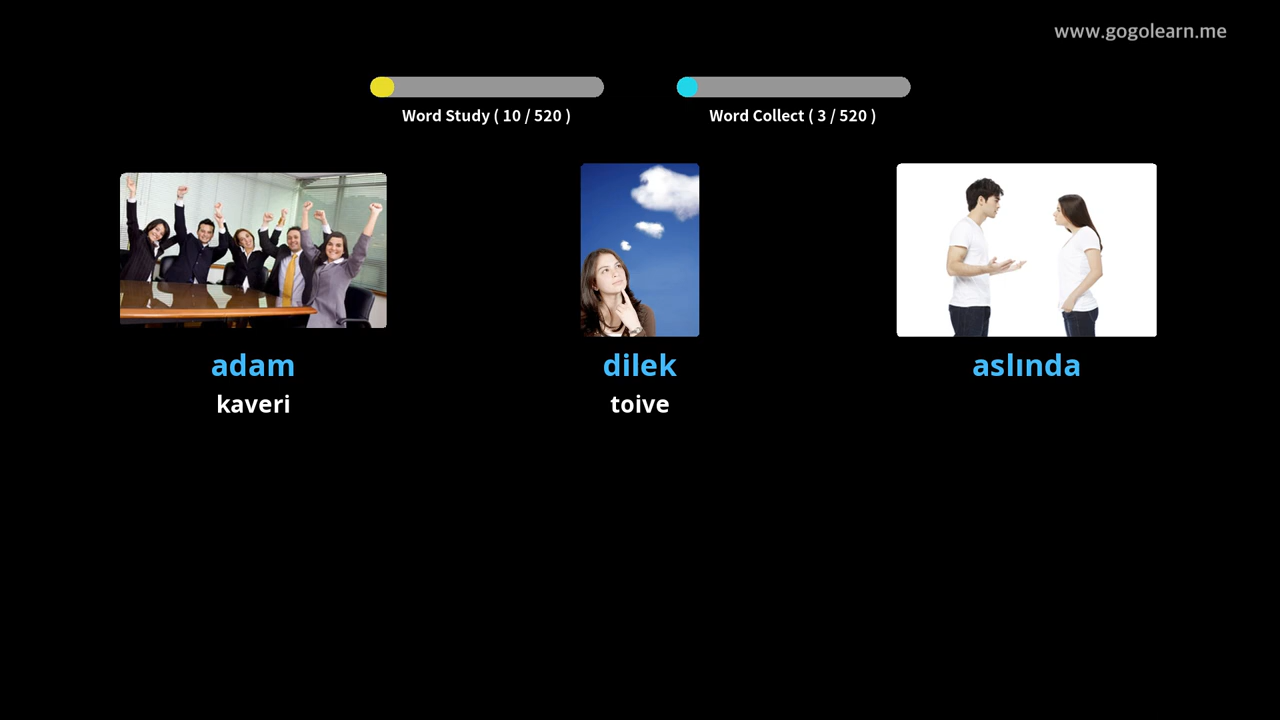 www.gogolearn.me
Word Study ( 10 / 520 )
Word Collect ( 3 / 520 )
adam
kaveri
dilek
toive
aslında